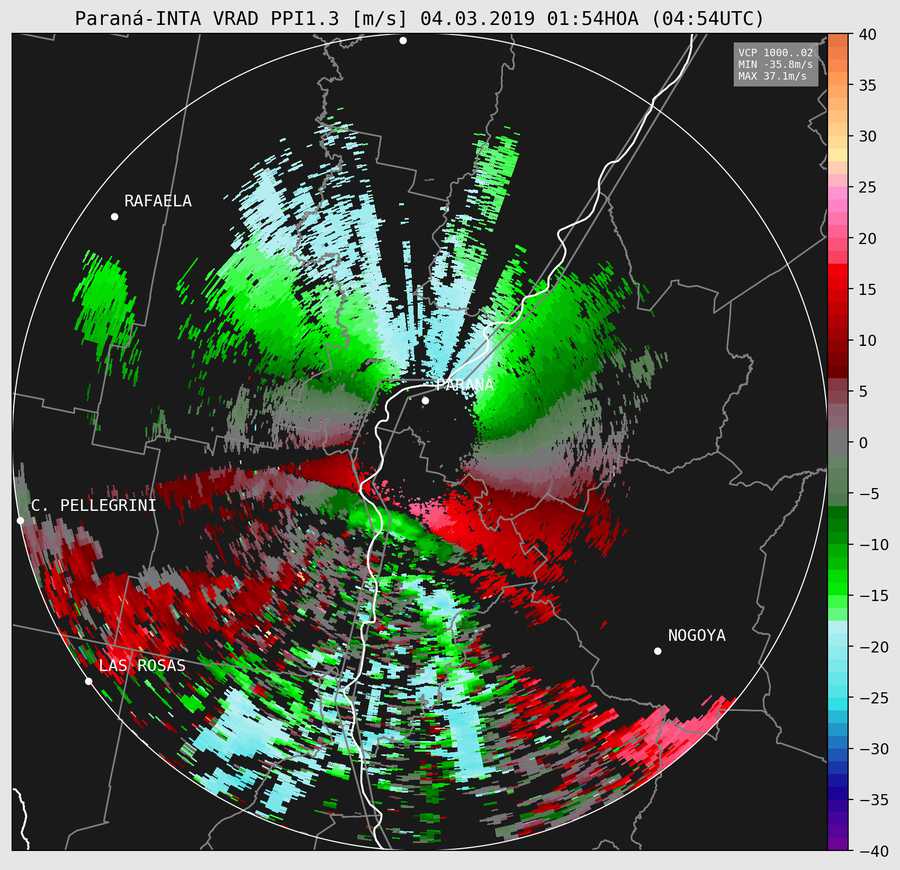 Paraná-INTA VRAD PPI1.3 [m/s] 04.03.2019 01:54HOA (04:54UTC)
VCP 1000..02
MIN -35.8m/s
MAX 37.1m/s
RAFAELA
PARANA
C. PELLEGRINI
NOGOYA
LAS ROSAS
40
35
30
25
20
15
10
5
0
−5
−10
−15
−20
−25
−30
−35
−40